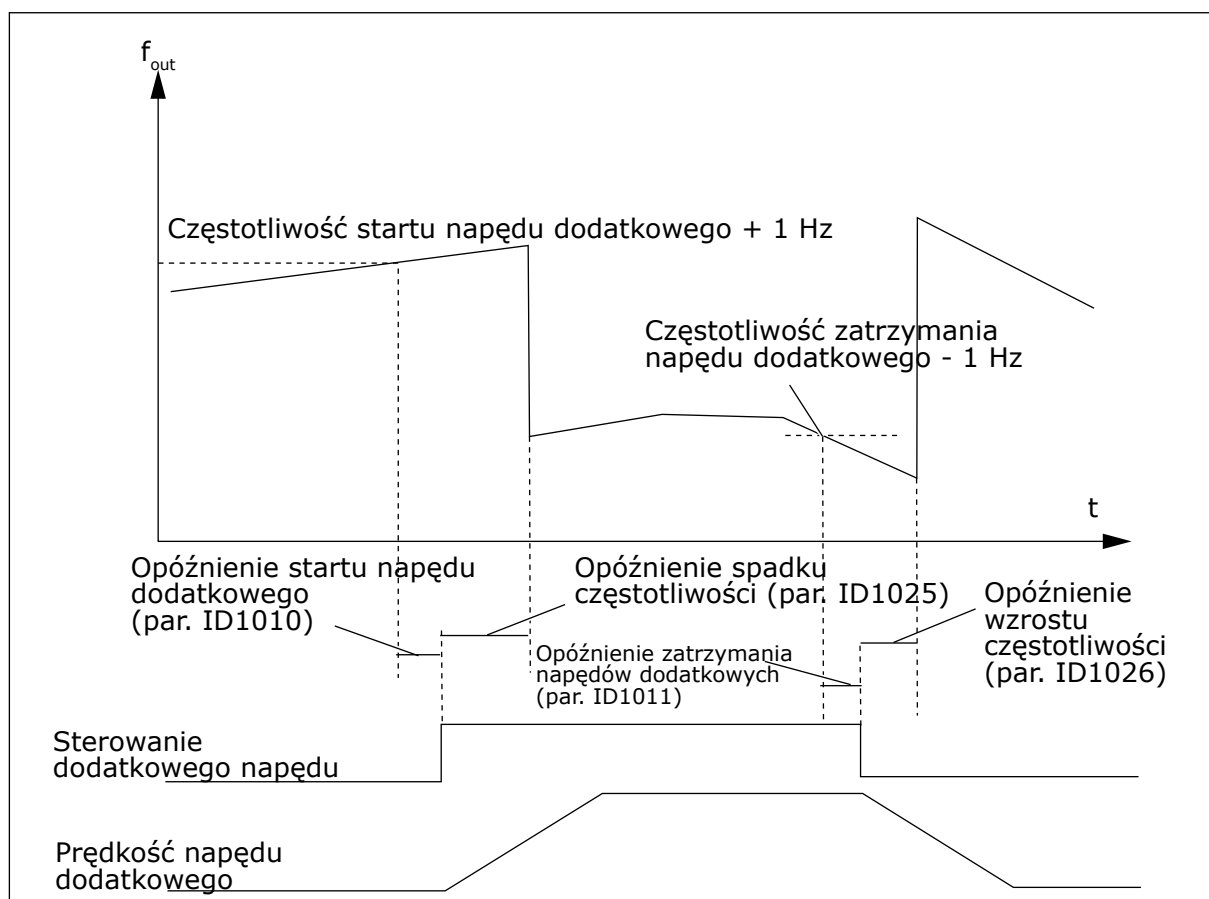 f out
Częstotliwość startu napędu dodatkowego + 1 Hz
Częstotliwość zatrzymania
napędu dodatkowego - 1 Hz
t
Opóźnienie startu napędu
dodatkowego
(par. ID1010)
Opóźnienie spadku
częstotliwości (par. ID1025)
Opóźnienie
wzrostu
częstotliwości
(par. ID1026)
Opóźnienie zatrzymania
napędów dodatkowych
(par. ID1011)
Sterowanie
dodatkowego napędu
Prędkość napędu
dodatkowego